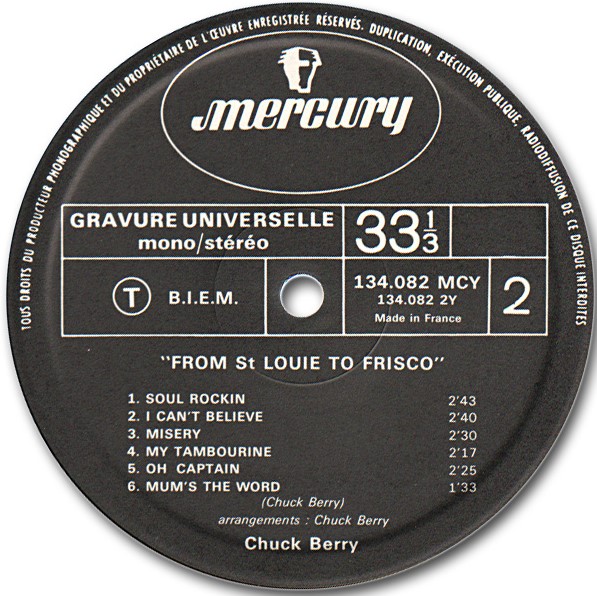 TOUS DROITS DU PRODUCTEUR PHONOGRAPHIQUE ET DU PROPRIÉTAIRE DE L'ŒUVRE ENREGISTRÉE RÉSERVÉS. DUPLICATION, EXÉCUTION PUBLIQUE, RADIODIFFUSION DE CE DISQUE INTERDITES
mercury
GRAVURE UNIVERSELLE
mono/stéréo
33 1/3
T
B.I.E.M.
134.082 MCY
134.082 2Y
Made in France
2
"FROM St LOUIE TO FRISCO"
1. SOUL ROCKIN 2'43
2. I CAN'T BELIEVE 2'40
3. MISERY 2'30
4. MY TAMBOURINE 2'17
5. OH CAPTAIN 2'25
6. MUM'S THE WORD 1'33
(Chuck Berry)
arrangements : Chuck Berry
Chuck Berry